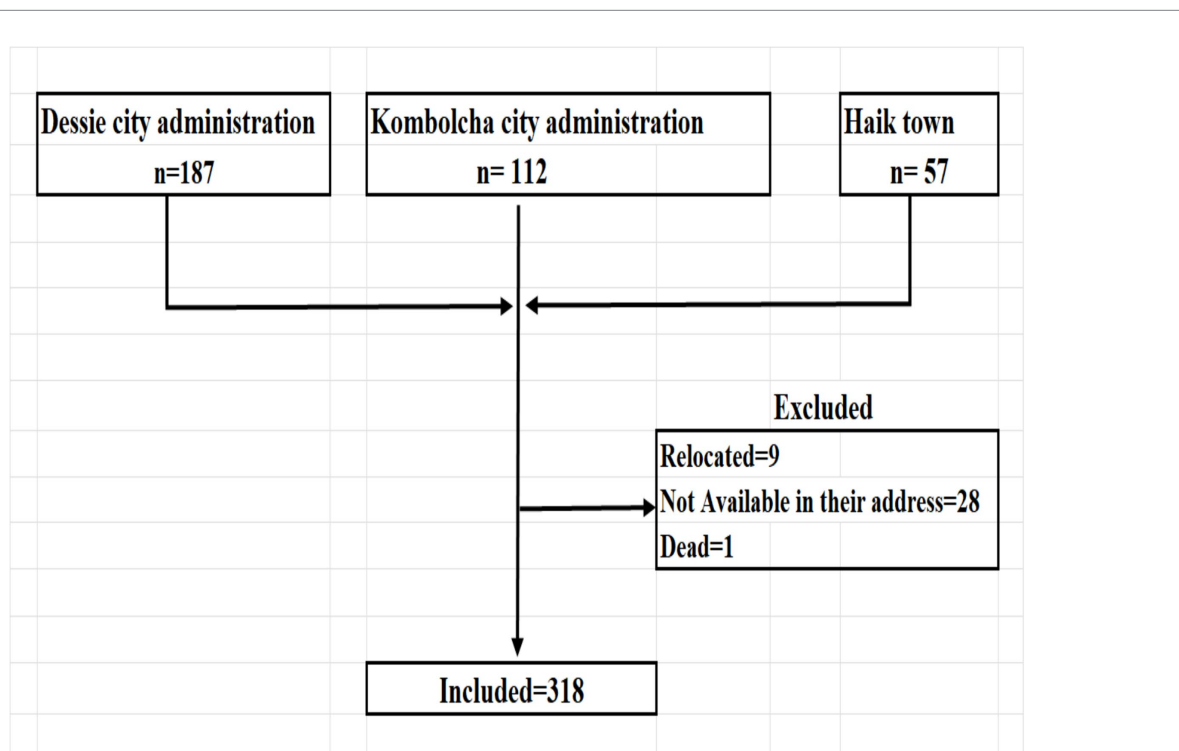 Dessie city administration
n=187
Kombolcha city administration
n= 112
Haik town
n= 57
Excluded
Relocated=9
Not Available in their address=28
Dead=1
Included=318